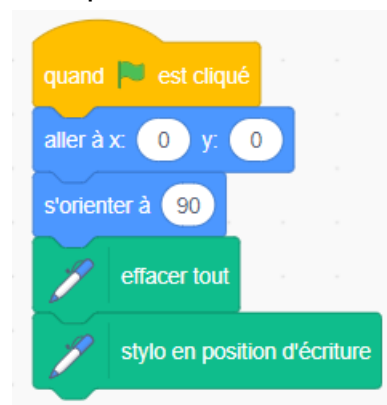 quand est cliqué
aller à x: 0 y: 0
s'orienter à 90
effacer tout
stylo en position d'écriture